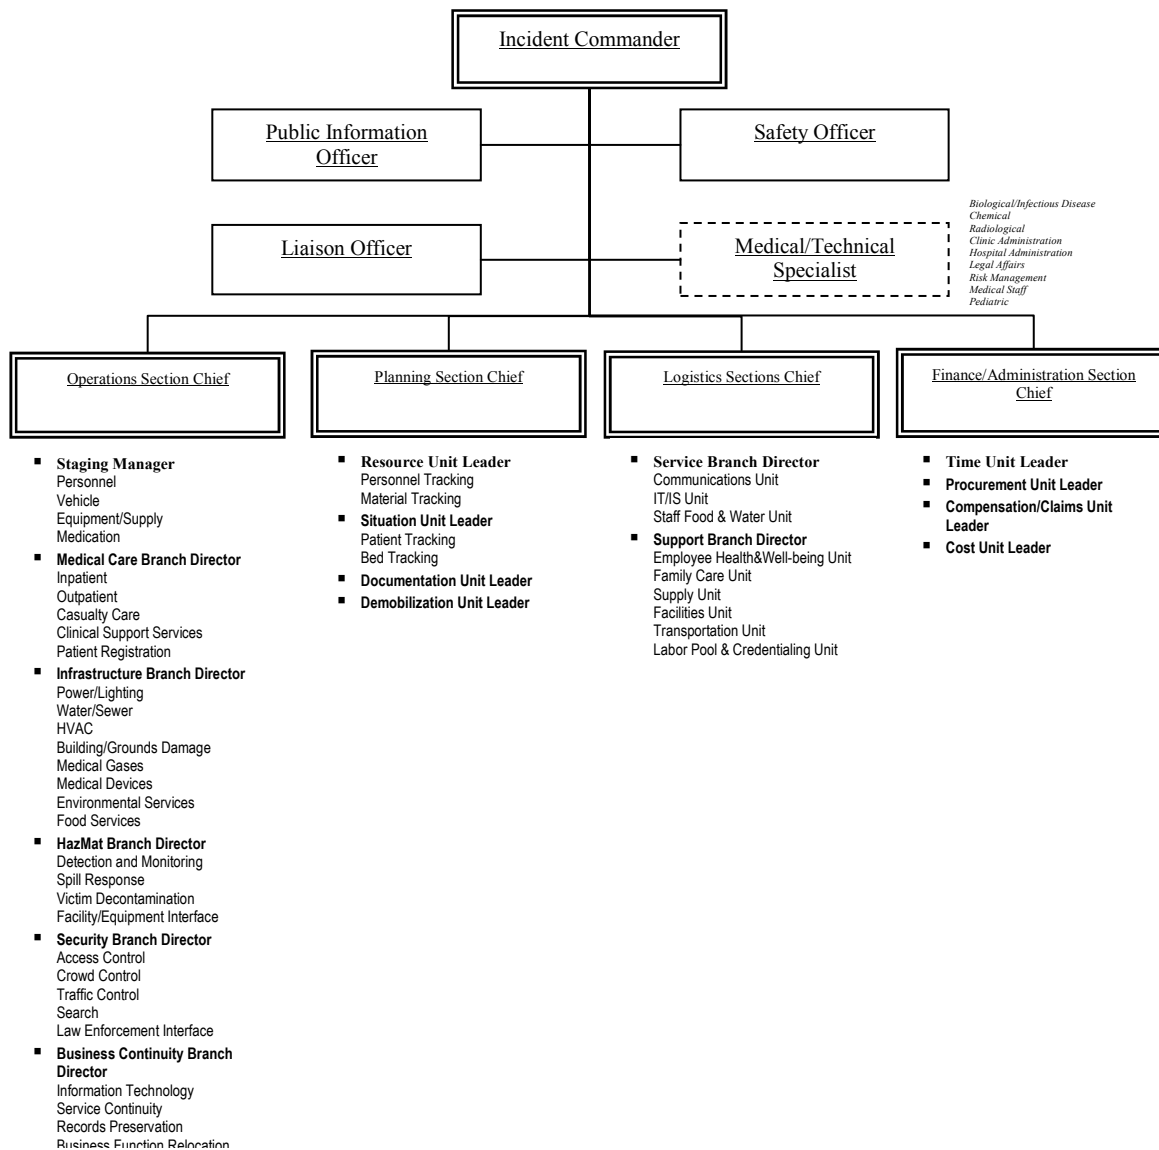 Incident Commander
Public Information
Officer
Safety Officer
Liaison Officer
Medical/Technical
Specialist
Biological/Infectious Disease
Chemical
Radiological
Clinic Administration
Hospital Administration
Legal Affairs
Risk Management
Medical Staff
Pediatric
Operations Section Chief
Planning Section Chief
Logistics Sections Chief
Finance/Administration Section
Chief
▪ Staging Manager
Personnel
Vehicle
Equipment/Supply
Medication
▪ Medical Care Branch Director
Inpatient
Outpatient
Casualty Care
Clinical Support Services
Patient Registration
▪ Infrastructure Branch Director
Power/Lighting
Water/Sewer
HVAC
Building/Grounds Damage
Medical Gases
Medical Devices
Environmental Services
Food Services
▪ HazMat Branch Director
Detection and Monitoring
Spill Response
Victim Decontamination
Facility/Equipment Interface
▪ Security Branch Director
Access Control
Crowd Control
Traffic Control
Search
Law Enforcement Interface
▪ Business Continuity Branch
Director
Information Technology
Service Continuity
Records Preservation
Business Function Relocation
▪ Resource Unit Leader
Personnel Tracking
Material Tracking
▪ Situation Unit Leader
Patient Tracking
Bed Tracking
▪ Documentation Unit Leader
▪ Demobilization Unit Leader
▪ Service Branch Director
Communications Unit
IT/IS Unit
Staff Food & Water Unit
▪ Support Branch Director
Employee Health&Well-being Unit
Family Care Unit
Supply Unit
Facilities Unit
Transportation Unit
Labor Pool & Credentialing Unit
▪ Time Unit Leader
▪ Procurement Unit Leader
▪ Compensation/Claims Unit
Leader
▪ Cost Unit Leader